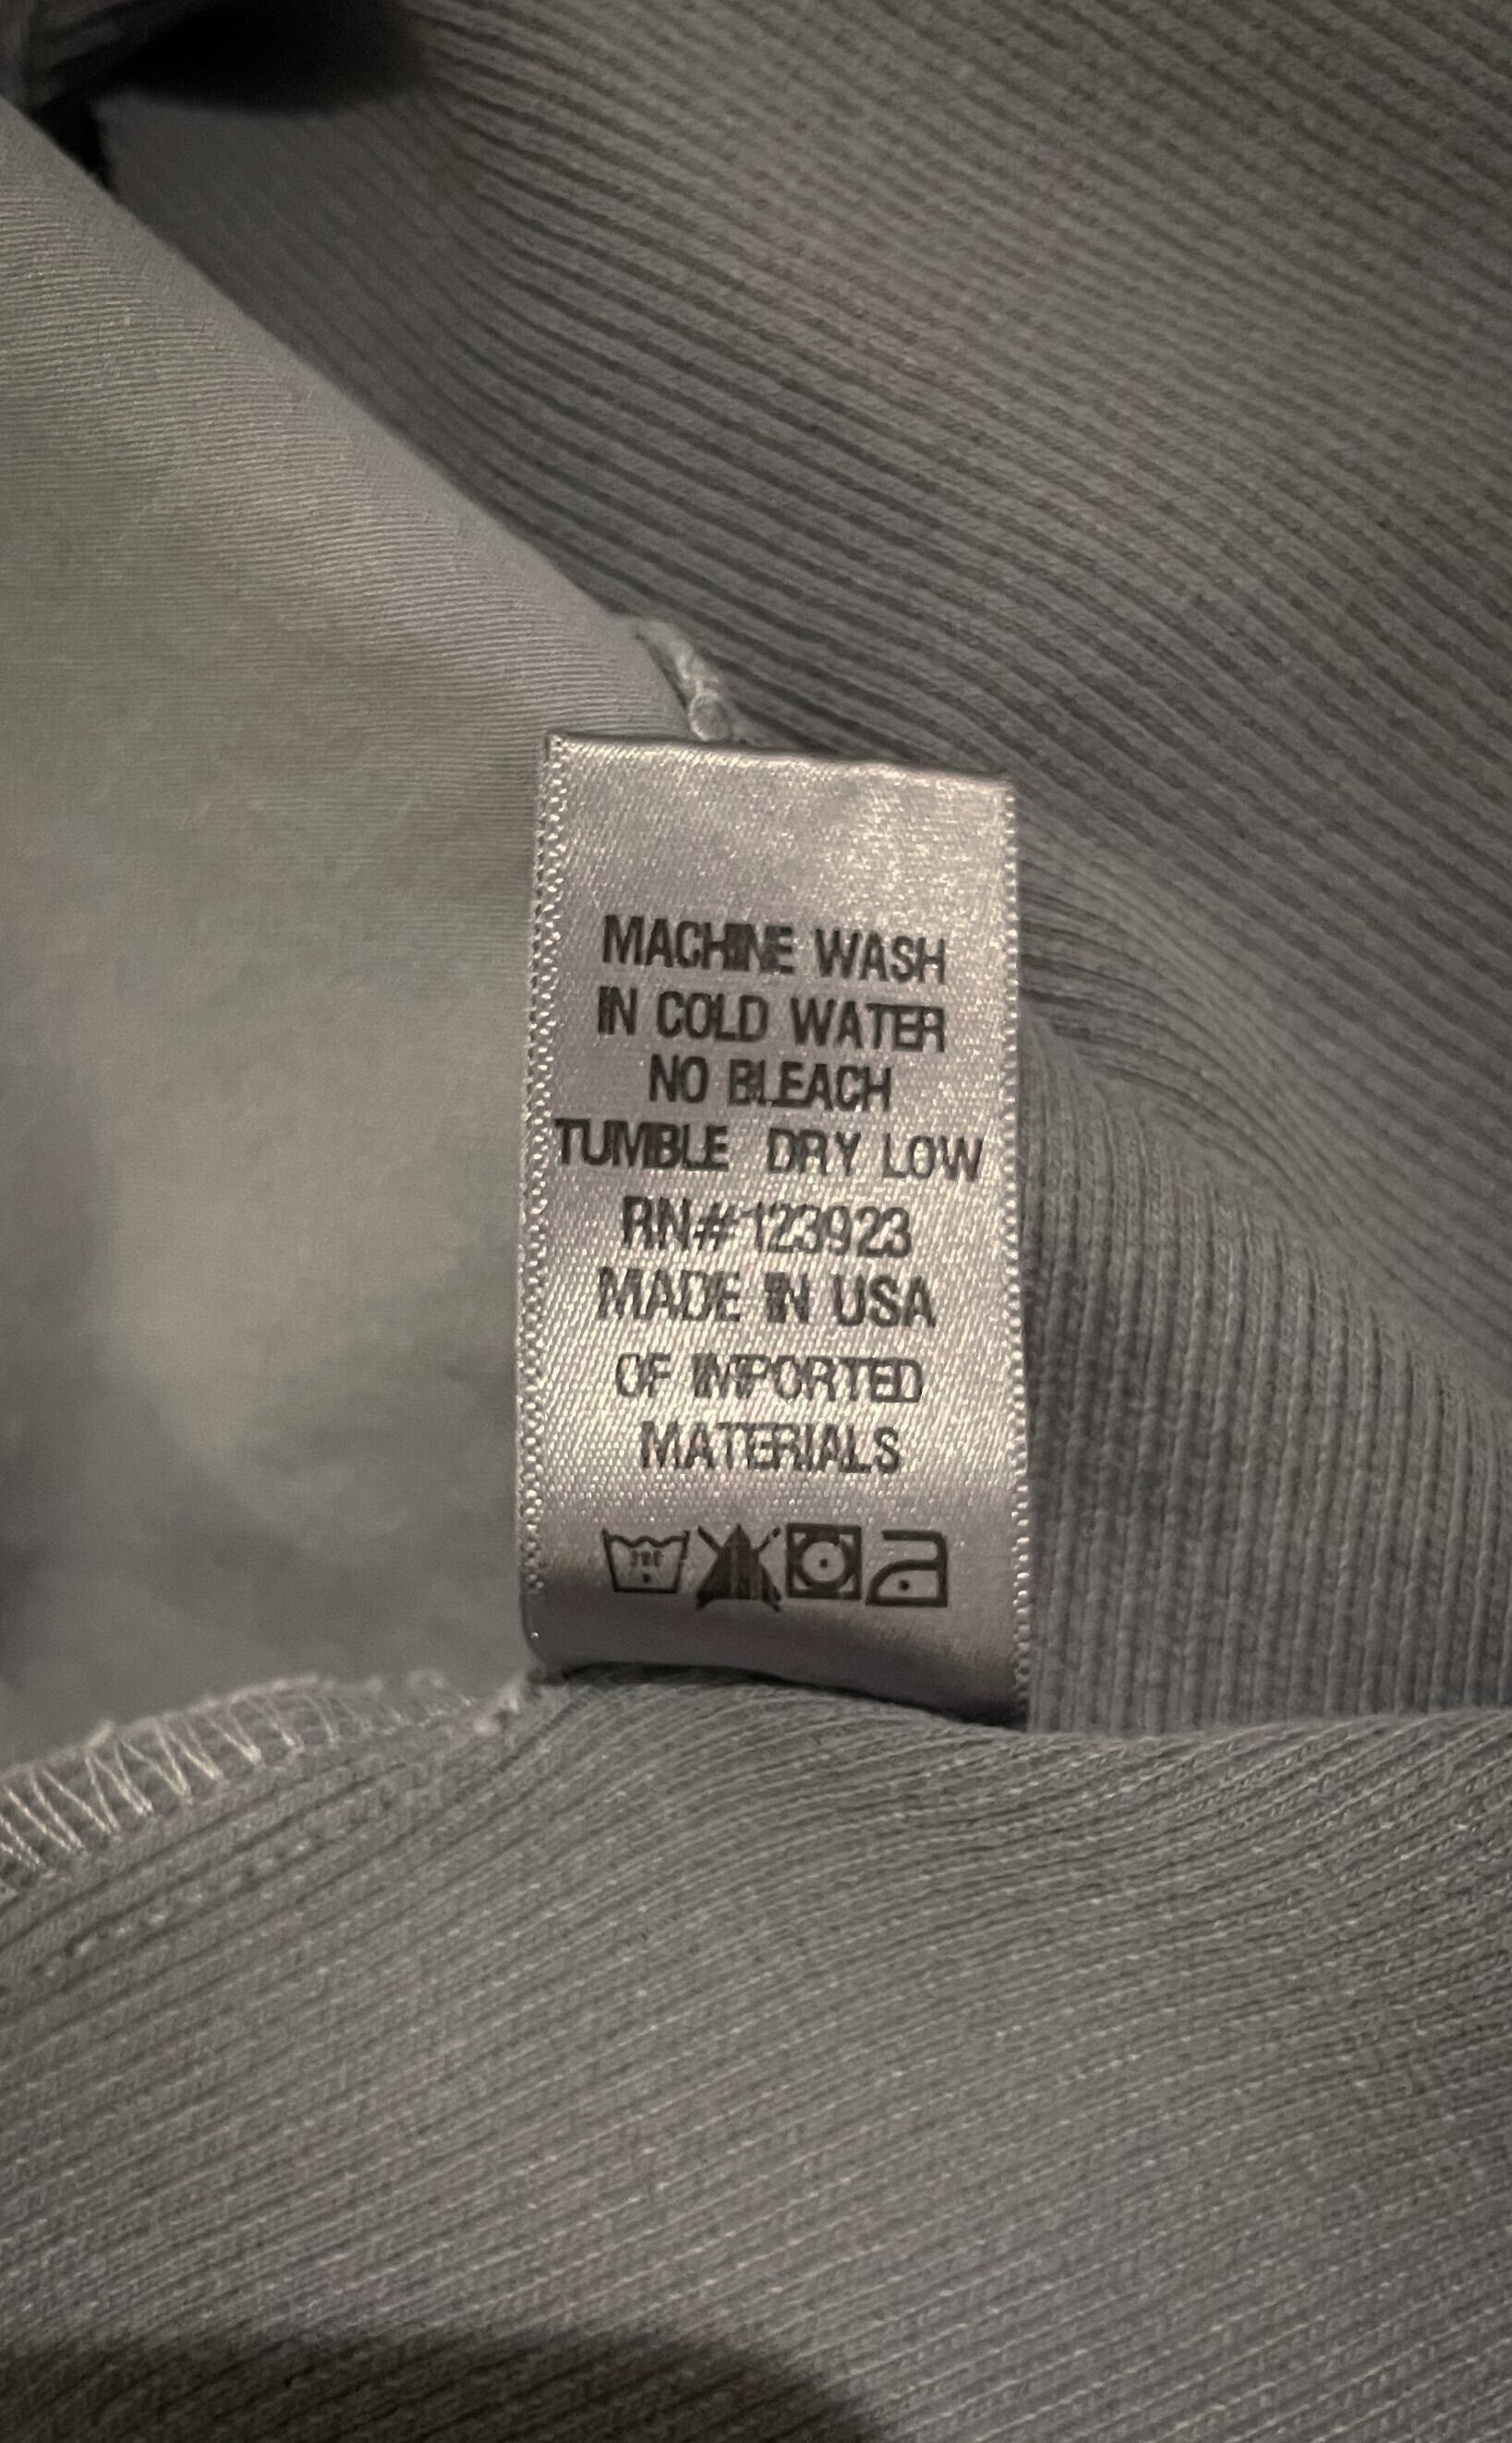 MACHINE WASH
IN COLD WATER
NO BLEACH
TUMBLE DRY LOW
RN#123923
MADE IN USA
OF IMPORTED
MATERIALS